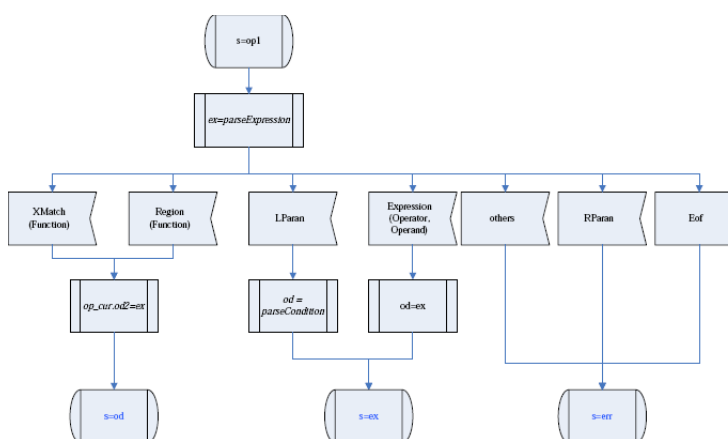 s=op1
ex=parseExpression
XMatch
(Function)
Region
(Function)
LParan
Expression
(Operator,
Operand)
others
RParan
Eof
op_cur.od2=ex
od =
parseCondition
od=ex
s=od
s=ex
s=err